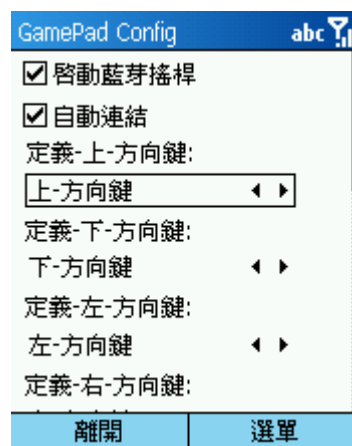 GamePad Config abc
啓動藍芽搖桿
自動連結
定義-上-方向鍵:
上-方向鍵
定義-下-方向鍵:
下-方向鍵
定義-左-方向鍵:
左-方向鍵
定義-右-方向鍵:
離開 選單